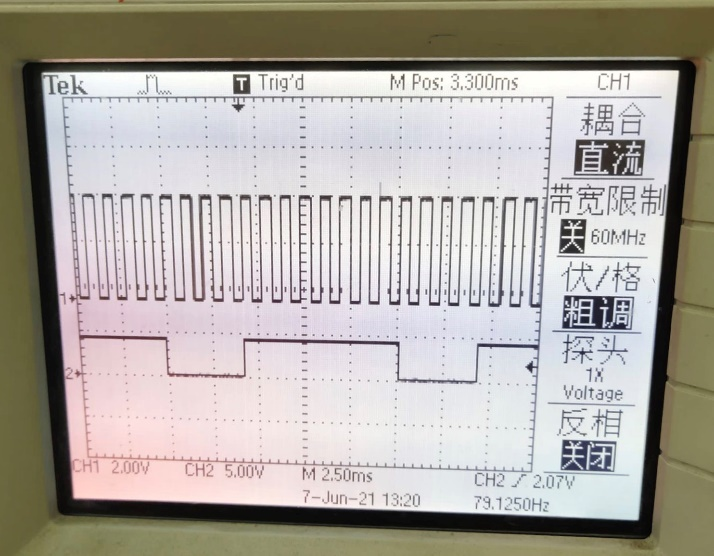 Tek T Trig'd M Pos: 3.300ms CH1
耦合
直流
带宽限制
关 60MHz
伏/格
1 粗调
探头
2 1X
Voltage
反相
关闭
CH1 2.00V CH2 5.00V M 2.50ms CH2 / 2.07V
7-Jun-21 13:20 79.1250Hz